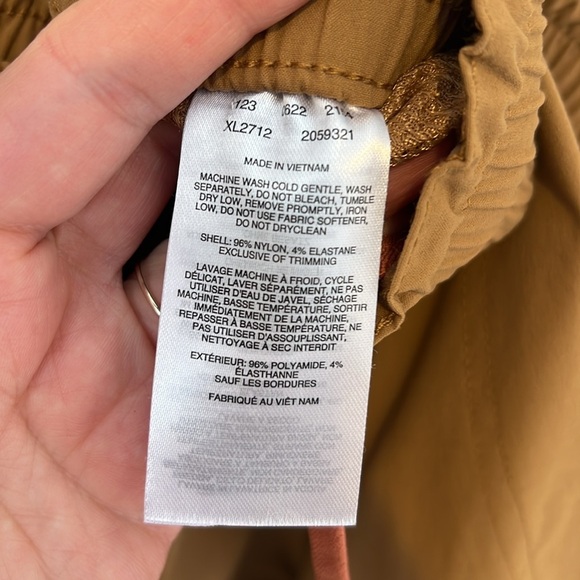 XL2712 2059321
MADE IN VIETNAM
MACHINE WASH COLD GENTLE, WASH
SEPARATELY, DO NOT BLEACH, TUMBLE
DRY LOW, REMOVE PROMPTLY, IRON
LOW, DO NOT USE FABRIC SOFTENER,
DO NOT DRYCLEAN
SHELL: 96% NYLON, 4% ELASTANE
EXCLUSIVE OF TRIMMING
LAVAGE MACHINE À FROID, CYCLE
DÉLICAT, LAVER SÉPARÉMENT, NE PAS
UTILISER D'EAU DE JAVEL, SÉCHAGE
MACHINE, BASSE TEMPÉRATURE, SORTIR
IMMÉDIATEMENT DE LA MACHINE,
REPASSER À BASSE TEMPÉRATURE, NE
PAS UTILISER D'ASSOUPLISSANT,
NETTOYAGE À SEC INTERDIT
EXTÉRIEUR: 96% POLYAMIDE, 4%
ÉLASTHANNE
SAUF LES BORDURES
FABRIQUÉ AU VIÊT NAM